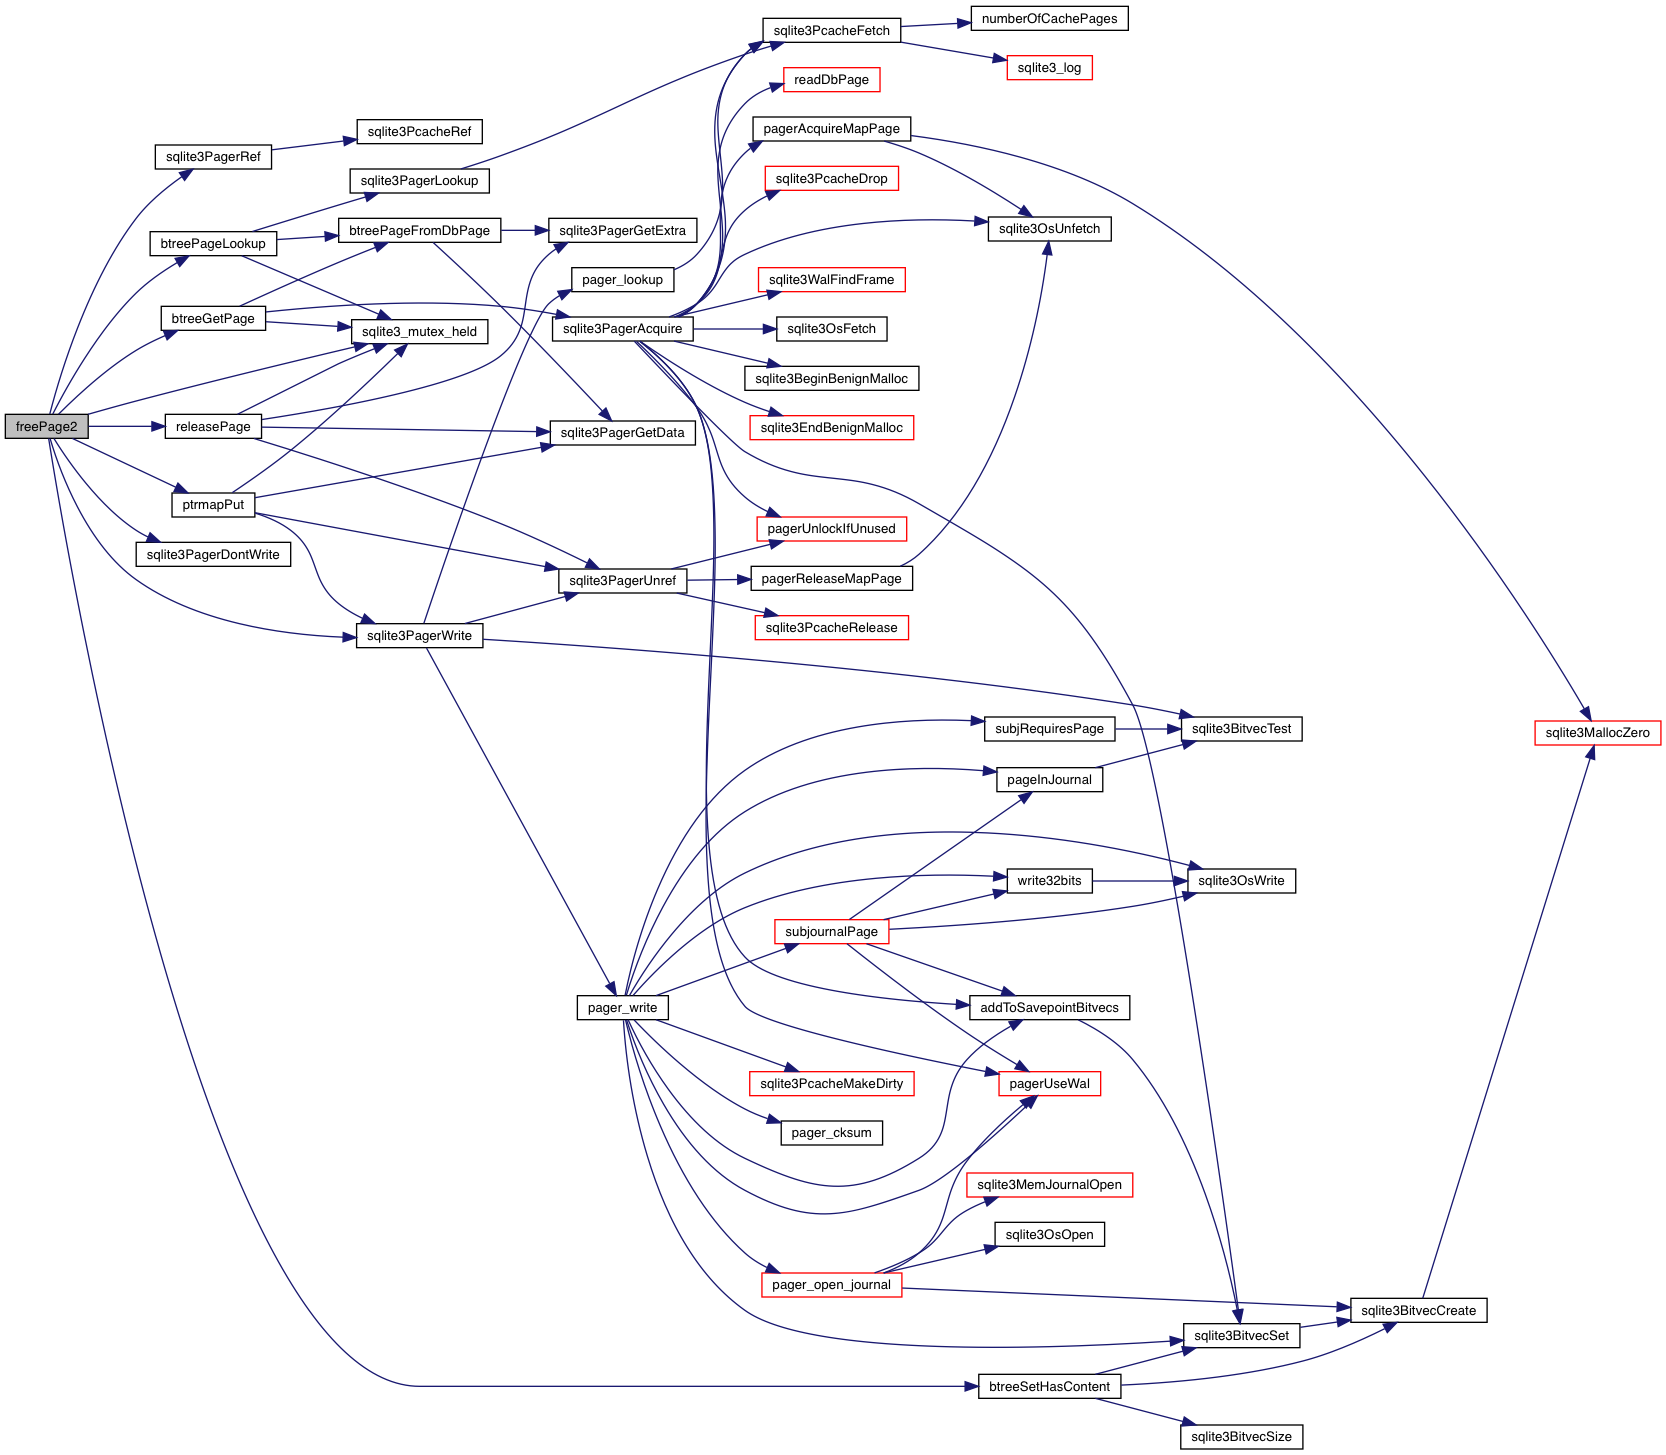 numberOfCachePages
sqlite3PcacheFetch
sqlite3_log
readDbPage
sqlite3PcacheRef
pagerAcquireMapPage
sqlite3PagerRef
sqlite3PagerLookup
sqlite3PcacheDrop
btreePageFromDbPage
sqlite3PagerGetExtra
sqlite3OsUnfetch
btreePageLookup
pager_lookup
sqlite3WalFindFrame
btreeGetPage
sqlite3_mutex_held
sqlite3PagerAcquire
sqlite3OsFetch
sqlite3BeginBenignMalloc
freePage2
releasePage
sqlite3PagerGetData
sqlite3EndBenignMalloc
ptrmapPut
pagerUnlockIfUnused
sqlite3PagerDontWrite
sqlite3PagerUnref
pagerReleaseMapPage
sqlite3PcacheRelease
sqlite3PagerWrite
subjRequiresPage
sqlite3BitvecTest
sqlite3MallocZero
pageInJournal
write32bits
sqlite3OsWrite
subjournalPage
pager_write
addToSavepointBitvecs
sqlite3PcacheMakeDirty
pagerUseWal
pager_cksum
sqlite3MemJournalOpen
sqlite3OsOpen
pager_open_journal
sqlite3BitvecCreate
sqlite3BitvecSet
btreeSetHasContent
sqlite3BitvecSize